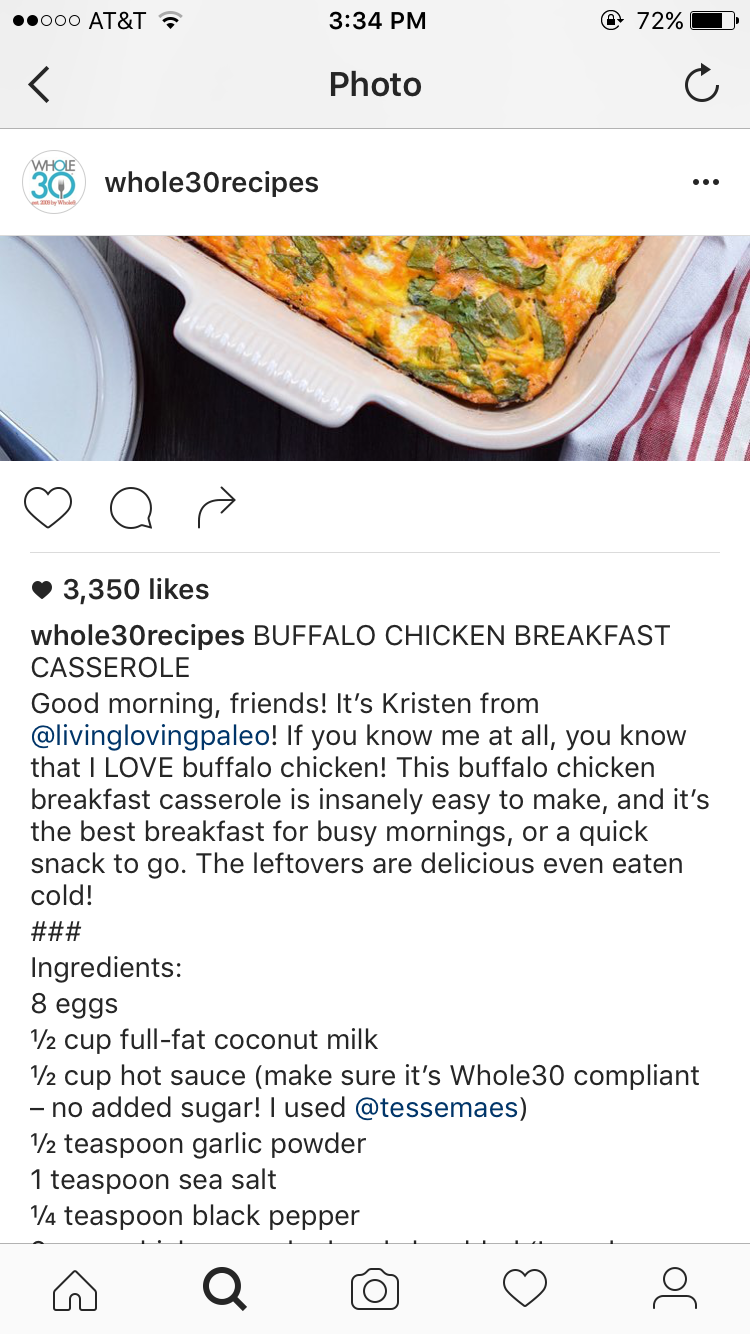 AT&T 3:34 PM 72%
Photo
WHOLE
30
whole30recipes
3,350 likes
whole30recipes BUFFALO CHICKEN BREAKFAST
CASSEROLE
Good morning, friends! It’s Kristen from
@livinglovingpaleo! If you know me at all, you know
that I LOVE buffalo chicken! This buffalo chicken
breakfast casserole is insanely easy to make, and it’s
the best breakfast for busy mornings, or a quick
snack to go. The leftovers are delicious even eaten
cold!
###
Ingredients:
8 eggs
½ cup full-fat coconut milk
½ cup hot sauce (make sure it’s Whole30 compliant
– no added sugar! I used @tessemaes)
½ teaspoon garlic powder
1 teaspoon sea salt
¼ teaspoon black pepper